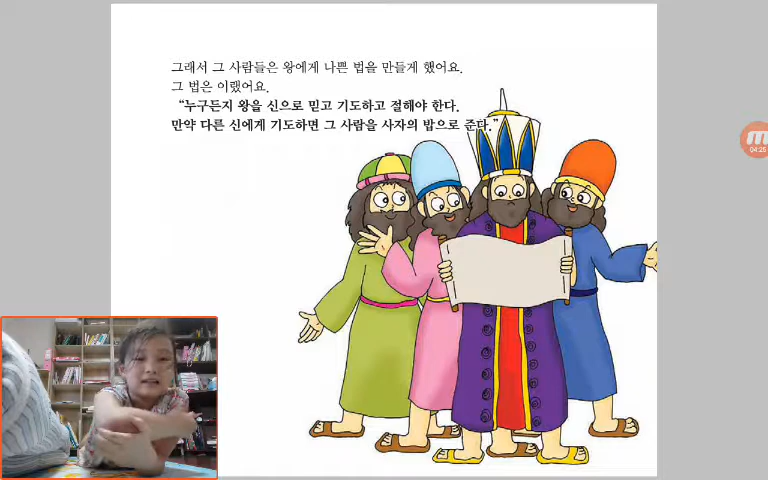 그래서 그 사람들은 왕에게 나쁜 법을 만들게 했어요.
그 법은 이랬어요.
“누구든지 왕을 신으로 믿고 기도하고 절해야 한다.
만약 다른 신에게 기도하면 그 사람을 사자의 밥으로 준다.”
04:25